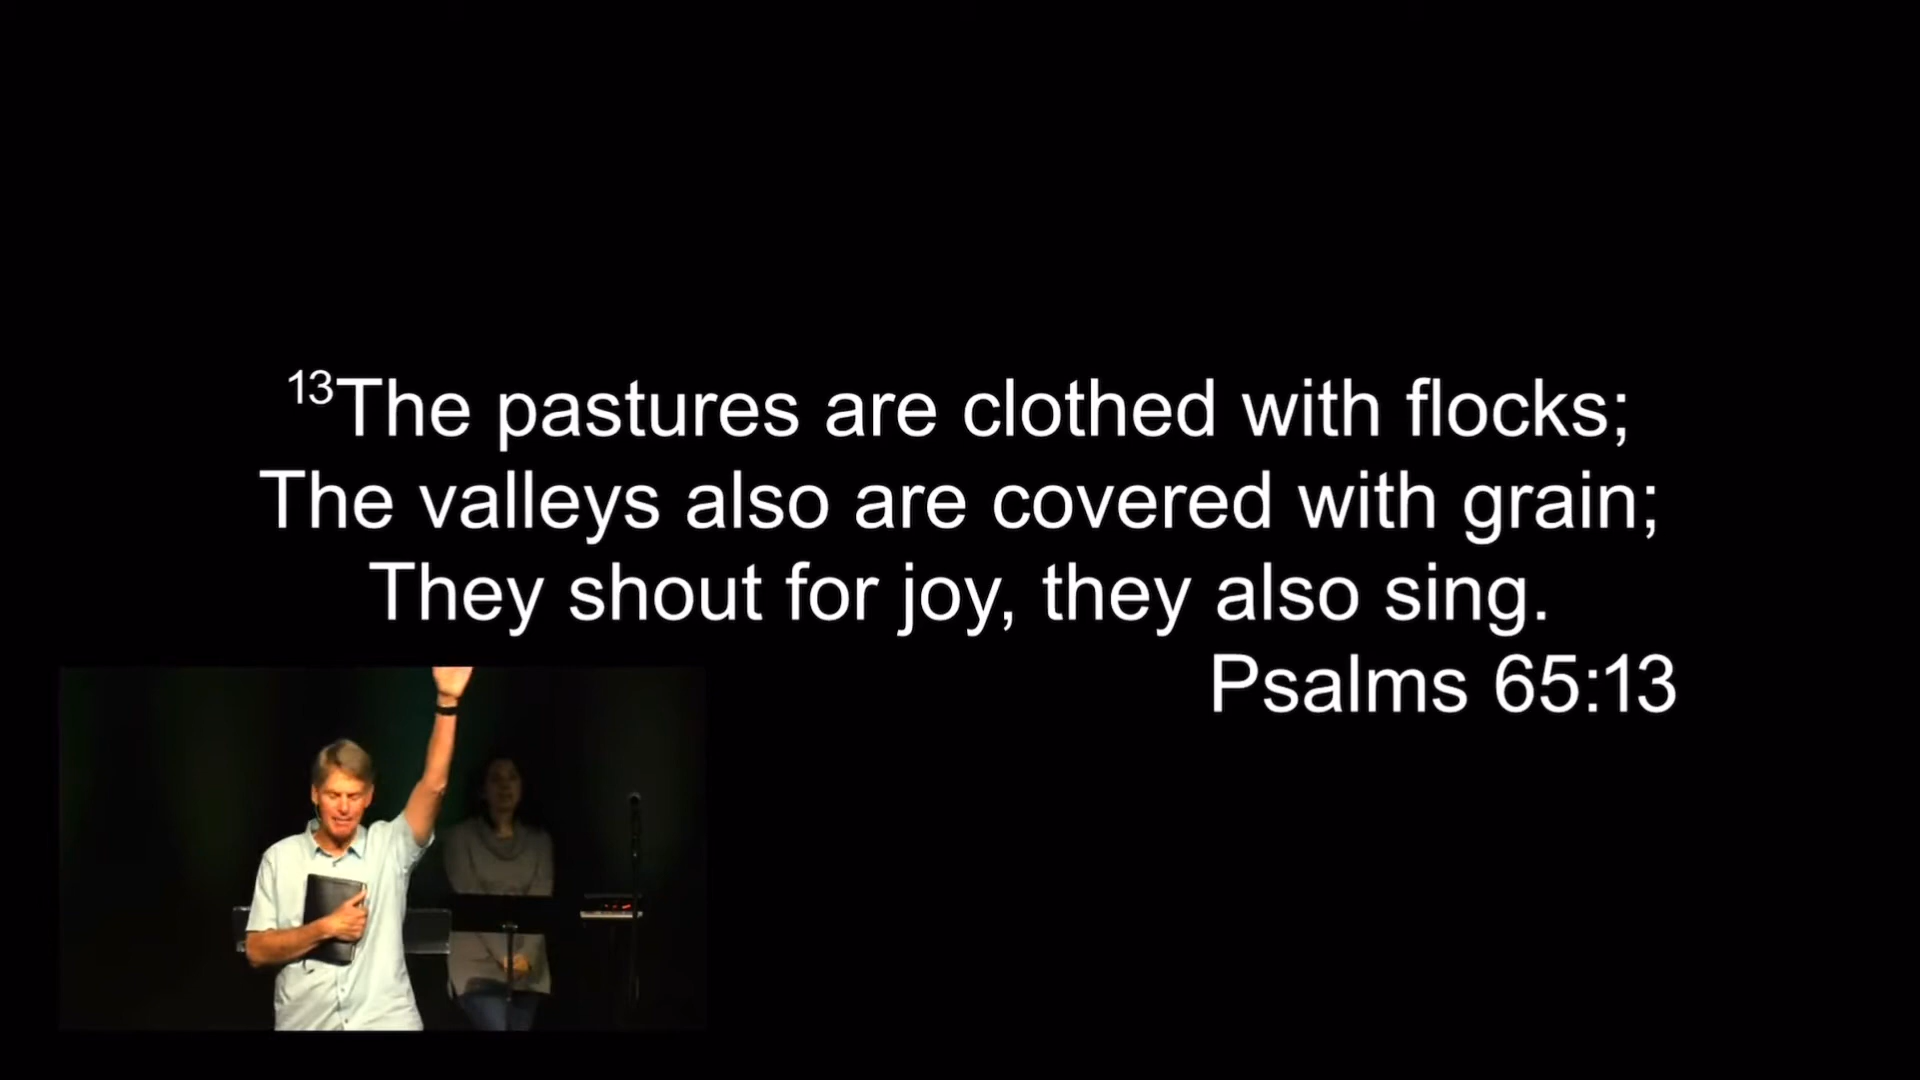 13The pastures are clothed with flocks;
The valleys also are covered with grain;
They shout for joy, they also sing.
Psalms 65:13